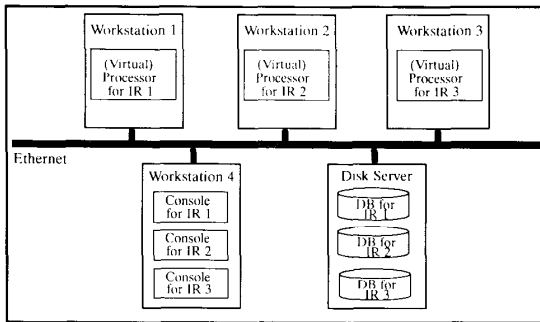 Workstation 1
(Virtual)
Processor
for IR 1
Workstation 2
(Virtual)
Processor
for IR 2
Workstation 3
(Virtual)
Processor
for IR 3
Ethernet
Workstation 4
Console
for IR 1
Console
for IR 2
Console
for IR 3
Disk Server
DB for
IR 1
DB for
IR 2
DB for
IR 3